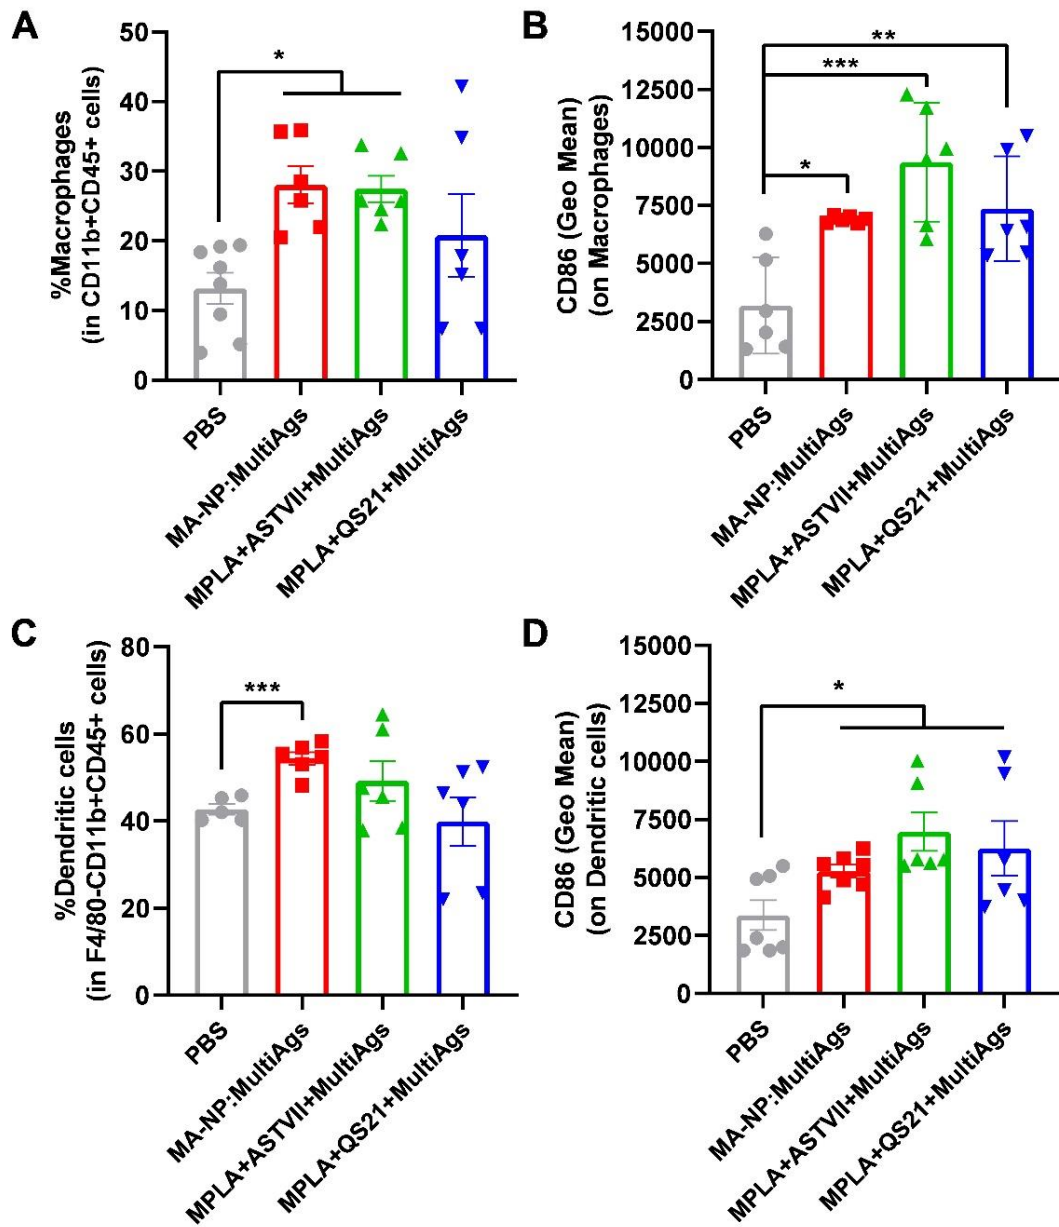 A
%Macrophages
(in CD11b+CD45+ cells)
50
40
30
20
10
0
*
PBS
MA-NP:MultiAgs
MPLA+ASTVII+MultiAgs
MPLA+QS21+MultiAgs
B
CD86 (Geo Mean)
(on Macrophages)
15000
12500
10000
7500
5000
2500
0
**
***
*
PBS
MA-NP:MultiAgs
MPLA+ASTVII+MultiAgs
MPLA+QS21+MultiAgs
C
%Dendritic cells
(in F4/80-CD11b+CD45+ cells)
80
60
40
20
0
***
PBS
MA-NP:MultiAgs
MPLA+ASTVII+MultiAgs
MPLA+QS21+MultiAgs
D
CD86 (Geo Mean)
(on Dendritic cells)
15000
12500
10000
7500
5000
2500
0
*
PBS
MA-NP:MultiAgs
MPLA+ASTVII+MultiAgs
MPLA+QS21+MultiAgs